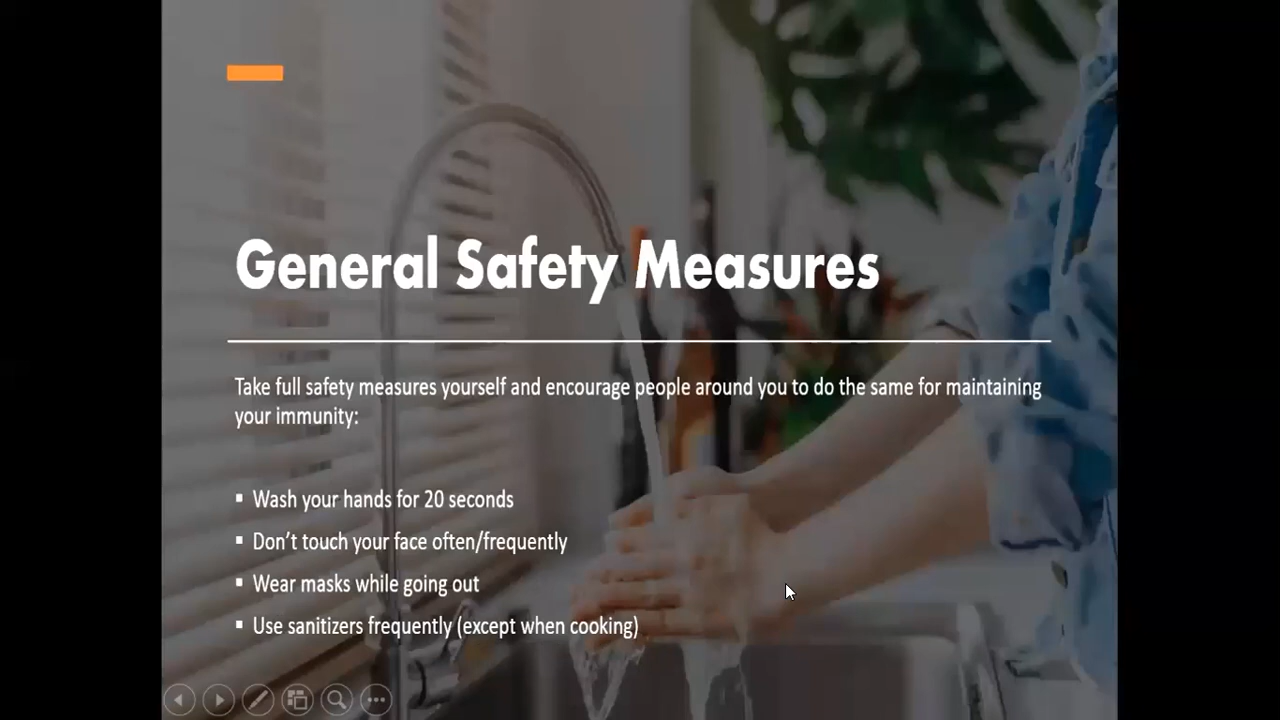 General Safety Measures
Take full safety measures yourself and encourage people around you to do the same for maintaining
your immunity:
▪ Wash your hands for 20 seconds
▪ Don't touch your face often/frequently
▪ Wear masks while going out
▪ Use sanitizers frequently (except when cooking)